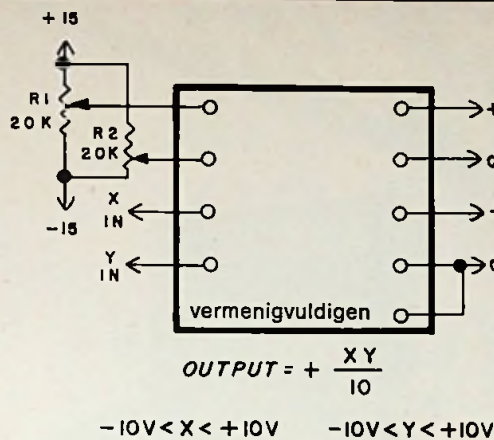 +15
R1
20K
R2
20K
-15
X
IN
Y
IN
vermenigvuldigen
OUTPUT = + XY
10
-10V<X<+10V -10V<Y<+10V